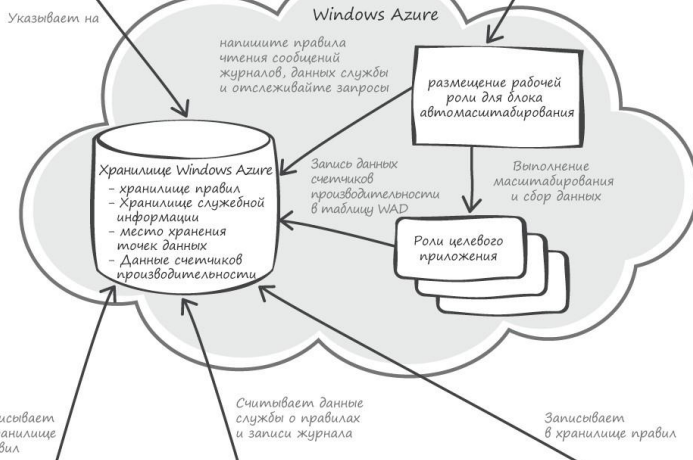 Указывает на
Windows Azure
напишите правила
чтения сообщений
журналов, данных службы
и отслеживайте запросы
размещение рабочей
роли для блока
автомасштабирования
Хранилище Windows Azure
- хранилище правил
- Хранилище служебной
информации
- место хранения
точек данных
- Данные счетчиков
производительности
Запись данных
счетчиков
производительности
в таблицу WAD
Выполнение
масштабирования
и сбор данных
Роли целевого
приложения
Считывает данные
службы о правилах
и записи журнала
Записывает
в хранилище правил